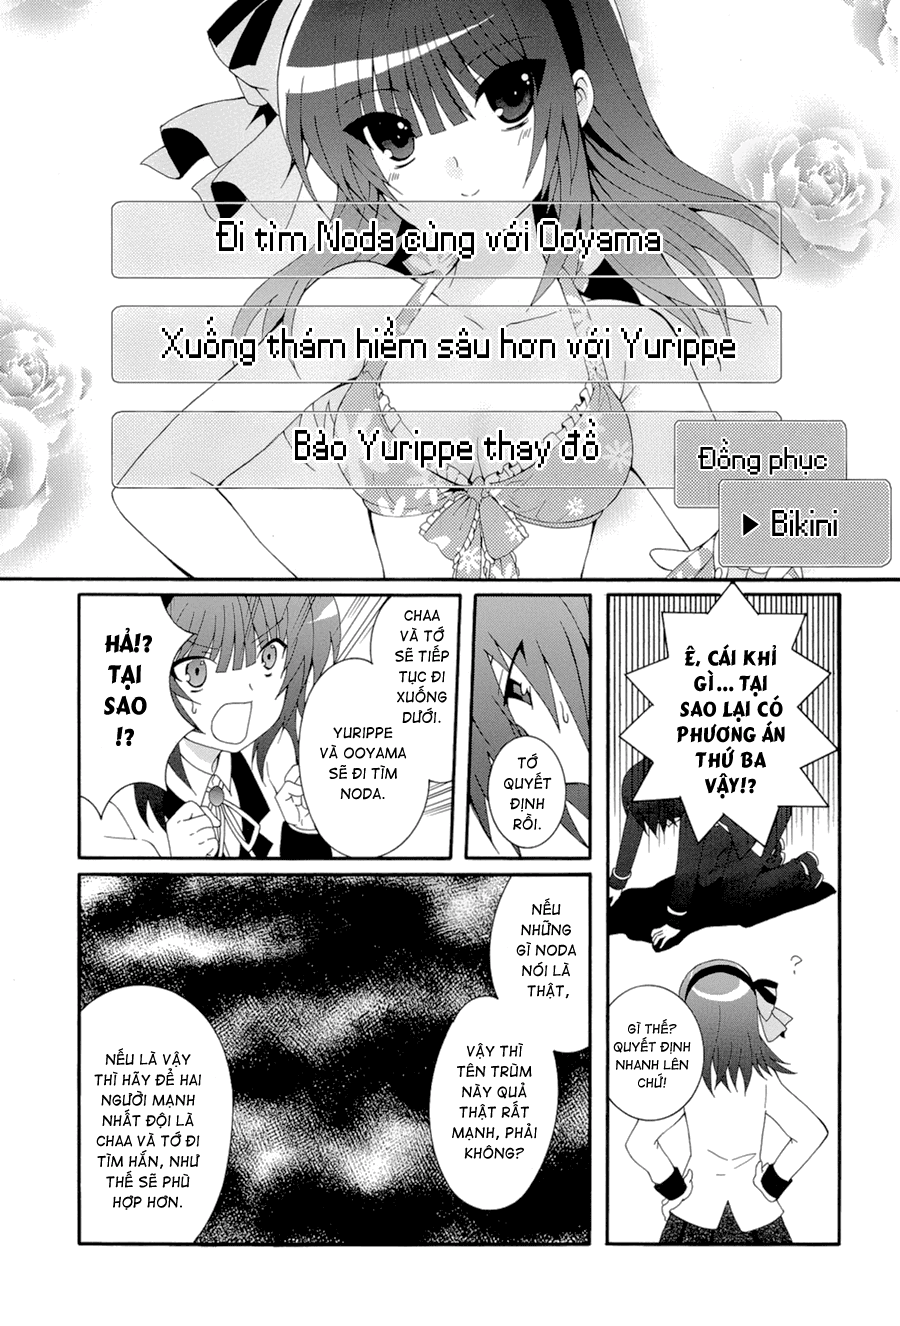 Đi tìm Noda cùng với Ooyama
Xuống thám hiểm sâu hơn với Yurippe
Bảo Yurippe thay đồ
Đồng phục
▶ Bikini
Ê, CÁI KHỈ
GÌ... TẠI
SAO LẠI CÓ
PHƯƠNG ÁN
THỨ BA
VẬY!?
?
GÌ THẾ?
QUYẾT ĐỊNH
NHANH LÊN
CHỨ!
TỚ
QUYẾT
ĐỊNH
RỒI.
CHAA
VÀ TỚ
SẼ TIẾP
TỤC ĐI
XUỐNG
DƯỚI.
YURIPPE
VÀ OOYAMA
SẼ ĐI TÌM
NODA.
HẢ!?
TẠI
SAO
!?
NẾU
NHỮNG
GÌ NODA
NÓI LÀ
THẬT,
VẬY THÌ
TÊN TRÙM
NÀY QUẢ
THẬT RẤT
MẠNH, PHẢI
KHÔNG?
NẾU LÀ VẬY
THÌ HÃY ĐỂ HAI
NGƯỜI MẠNH
NHẤT ĐỘI LÀ
CHAA VÀ TỚ ĐI
TÌM HẮN, NHƯ
THẾ SẼ PHÙ
HỢP HƠN.